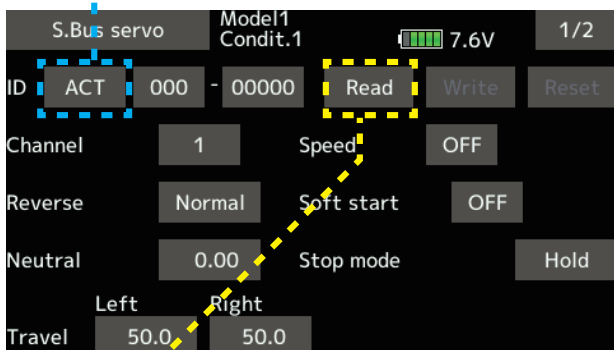 S.Bus servo Model1 1/2
Condit.1 7.6V
ID ACT 000 - 00000 Read Write Reset
Channel 1 Speed OFF
Reverse Normal Soft start OFF
Neutral 0.00 Stop mode Hold
Left Right
Travel 50.0 50.0